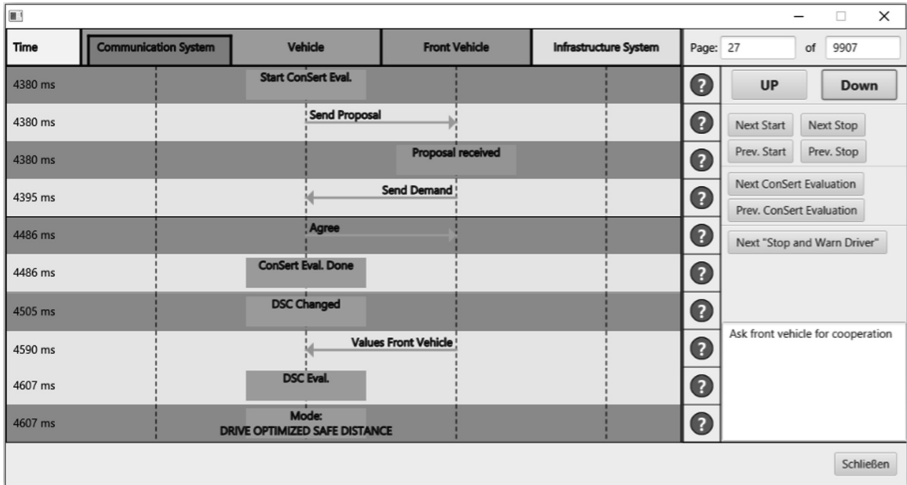 Time Communication System Vehicle Front Vehicle Infrastructure System Page: 27 of 9907
4380 ms Start ConSert Eval. ? UP Down
4380 ms Send Proposal ? Next Start Next Stop
4380 ms Proposal received ? Prev. Start Prev. Stop
4395 ms Send Demand ? Next ConSert Evaluation
Prev. ConSert Evaluation
4486 ms Agree ? Next "Stop and Warn Driver"
4486 ms ConSert Eval. Done ?
4505 ms DSC Changed ?
4590 ms Values Front Vehicle ? Ask front vehicle for cooperation
4607 ms DSC Eval. ?
4607 ms Mode: ?
DRIVE OPTIMIZED SAFE DISTANCE
Schließen